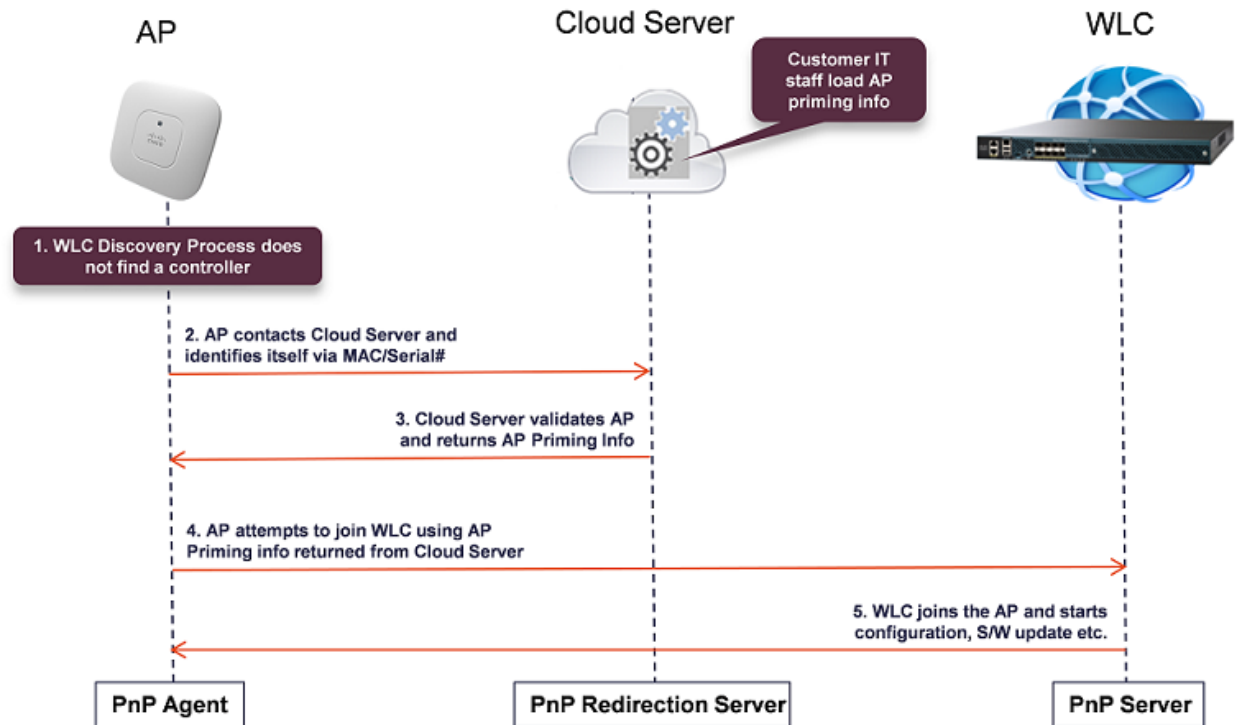 AP
Cloud Server
WLC
Customer IT
staff load AP
priming info
1. WLC Discovery Process does
not find a controller
2. AP contacts Cloud Server and
identifies itself via MAC/Serial#
3. Cloud Server validates AP
and returns AP Priming Info
4. AP attempts to join WLC using AP
Priming info returned from Cloud Server
5. WLC joins the AP and starts
configuration, S/W update etc.
PnP Agent
PnP Redirection Server
PnP Server